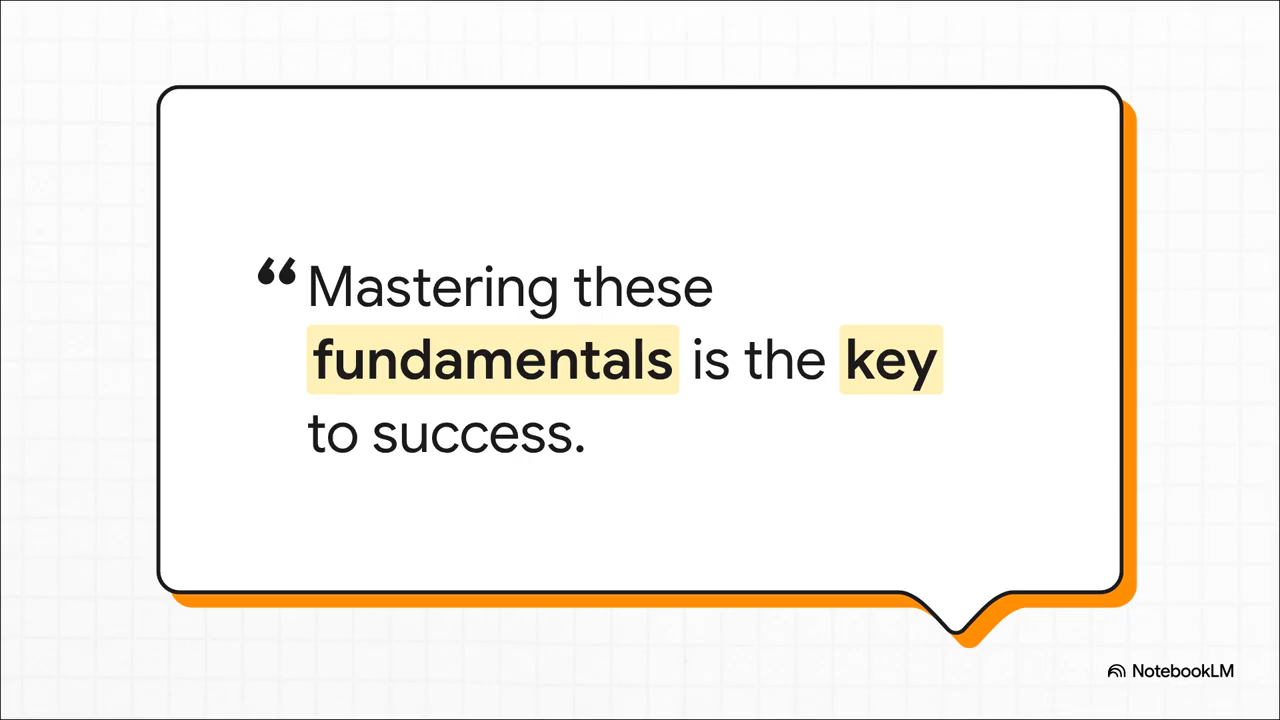 “Mastering these
fundamentals is the key
to success.
NotebookLM